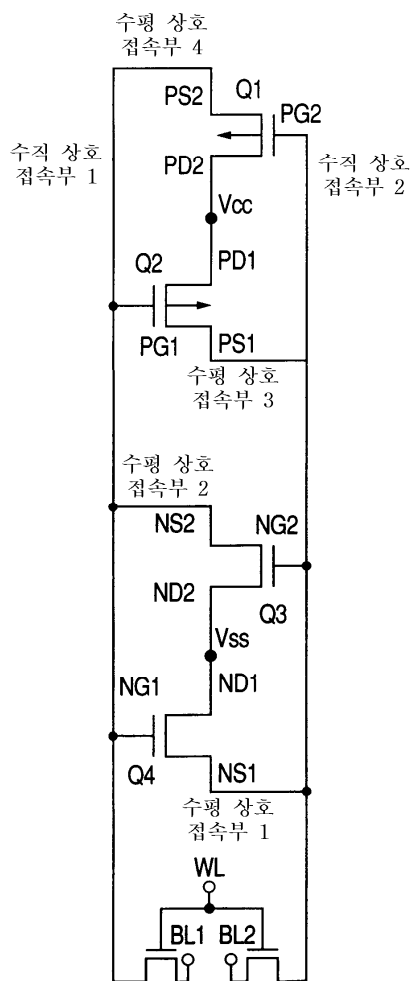 수평 상호
접속부 4
PS2
Q1
PG2
수직 상호
접속부 1
PD2
수직 상호
접속부 2
Vcc
Q2
PD1
PG1
PS1
수평 상호
접속부 3
수평 상호
접속부 2
NS2
NG2
ND2
Q3
Vss
NG1
ND1
Q4
NS1
수평 상호
접속부 1
WL
BL1
BL2